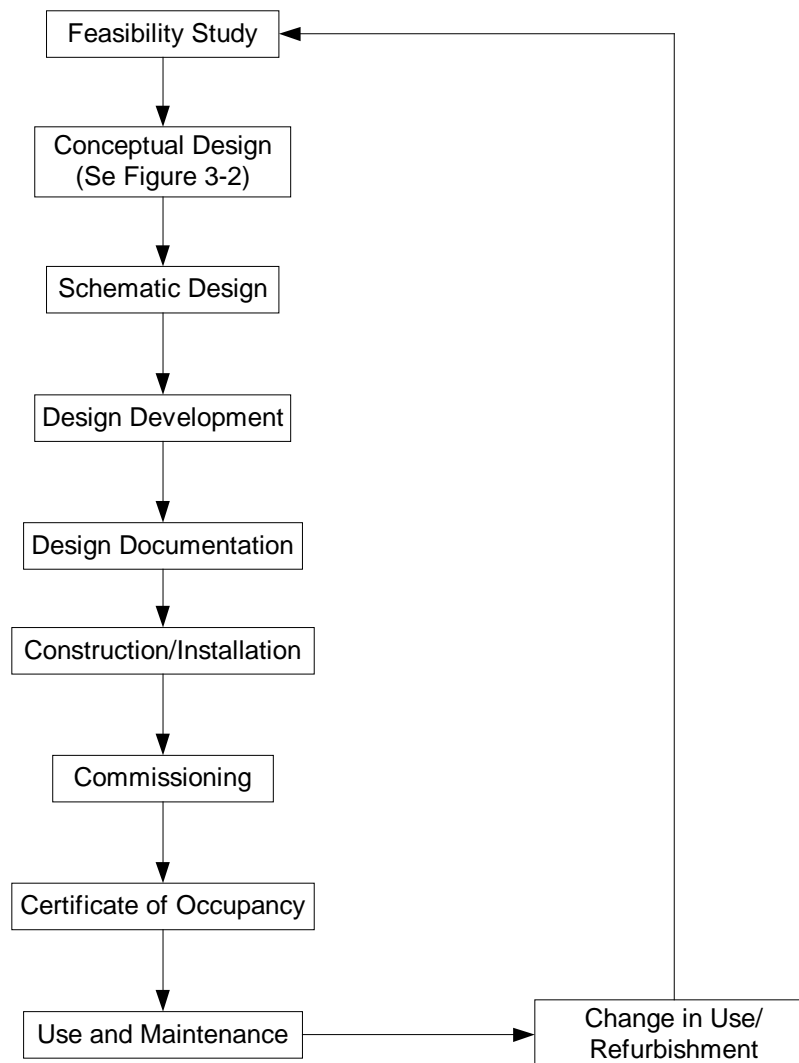 Feasibility Study
Conceptual Design
(Se Figure 3-2)
Schematic Design
Design Development
Design Documentation
Construction/Installation
Commissioning
Certificate of Occupancy
Use and Maintenance
Change in Use/
Refurbishment